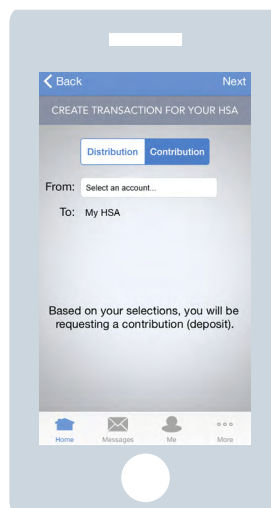 Back Next
CREATE TRANSACTION FOR YOUR HSA
Distribution Contribution
From: Select an account...
To: My HSA
Based on your selections, you will be
requesting a contribution (deposit).
Home Messages Me More